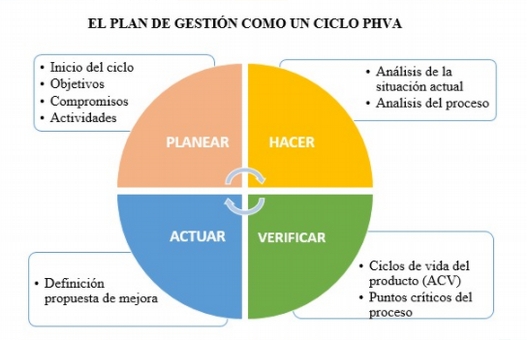 EL PLAN DE GESTIÓN COMO UN CICLO PHVA
• Inicio del ciclo
• Objetivos
• Compromisos
• Actividades
• Análisis de la
situación actual
• Analisis del proceso
PLANEAR
HACER
ACTUAR
VERIFICAR
• Definición
propuesta de mejora
• Ciclos de vida del
producto (ACV)
• Puntos críticos del
proceso